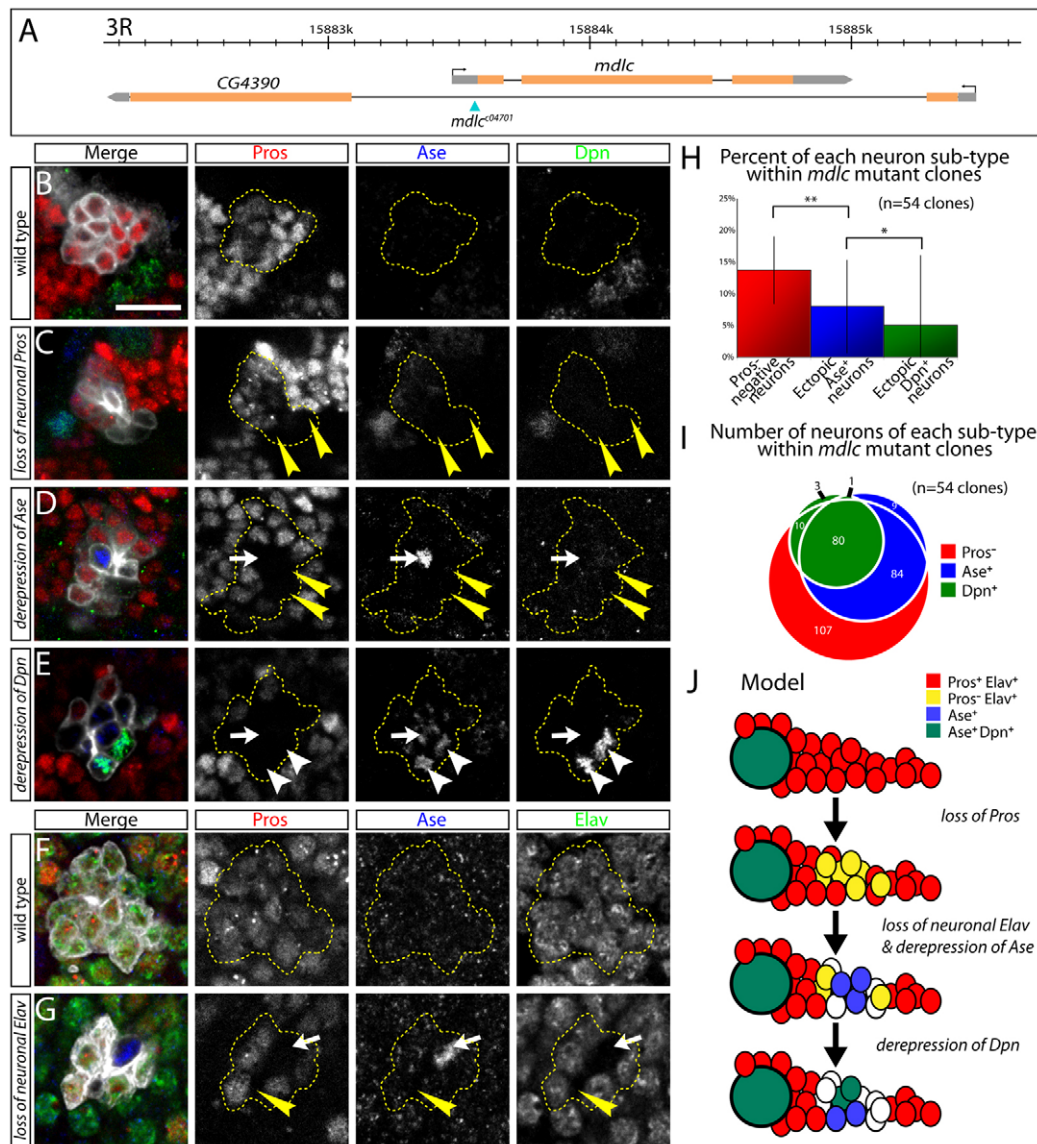 A
3R
15883k
15884k
15885k
mdlc
CG4390
mdlc^c04701
Merge
Pros
Ase
Dpn
B
wild type
C
loss of neuronal Pros
D
derepression of Ase
E
derepression of Dpn
Merge
Pros
Ase
Elav
F
wild type
G
loss of neuronal Elav
H
Percent of each neuron sub-type
within mdlc mutant clones
(n=54 clones)
25%
20%
15%
10%
5%
0%
**
*
Pros-
negative
neurons
Ectopic
Ase⁺
neurons
Ectopic
Dpn⁺
neurons
I
Number of neurons of each sub-type
within mdlc mutant clones
(n=54 clones)
3
1
10
9
80
84
107
Pros⁻
Ase⁺
Dpn⁺
J
Model
Pros⁺ Elav⁺
Pros⁻ Elav⁺
Ase⁺
Ase⁺Dpn⁺
loss of Pros
loss of neuronal Elav
& derepression of Ase
derepression of Dpn